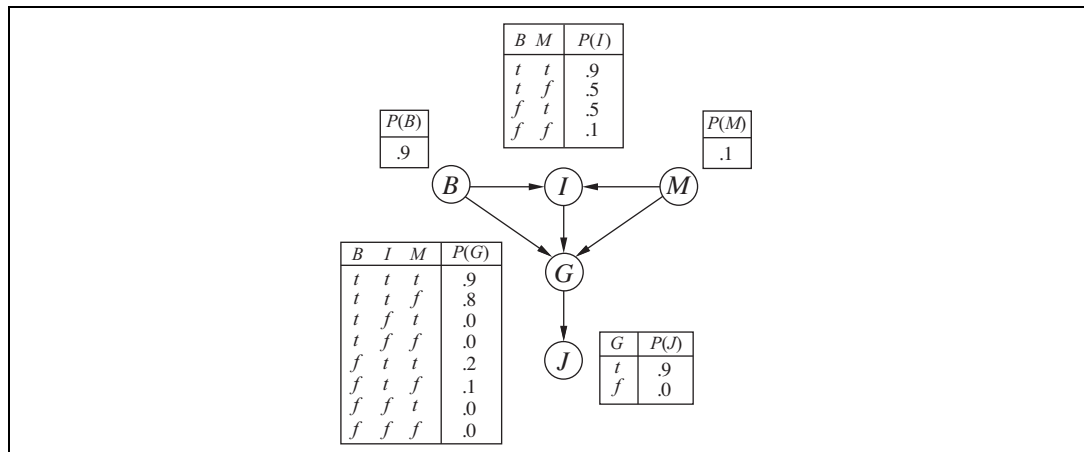 B M P(I)
t t .9
t f .5
f t .5
f f .1
P(B)
.9
P(M)
.1
B
I
M
B I M P(G)
t t t .9
t t f .8
t f t .0
t f f .0
f t t .2
f t f .1
f f t .0
f f f .0
G
J
G P(J)
t .9
f .0